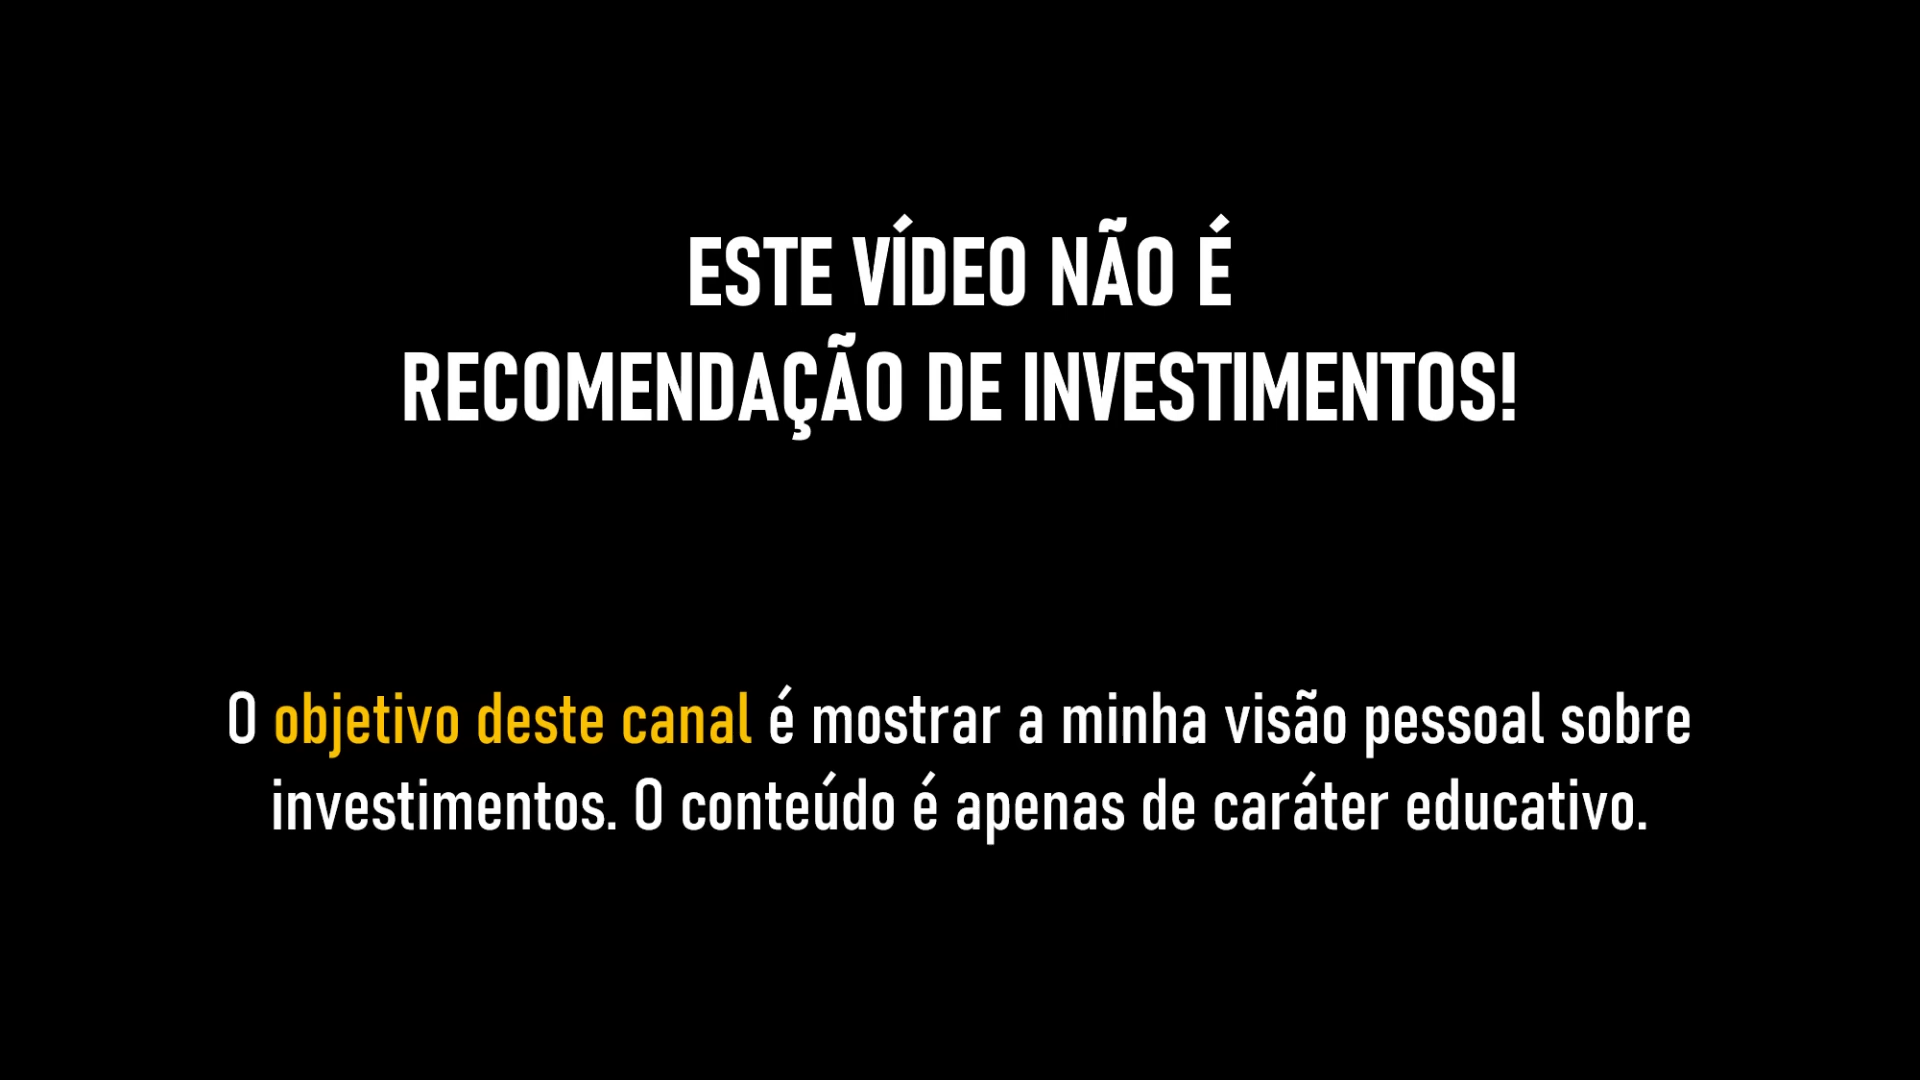 ESTE VÍDEO NÃO É
RECOMENDAÇÃO DE INVESTIMENTOS!
O objetivo deste canal é mostrar a minha visão pessoal sobre
investimentos. O conteúdo é apenas de caráter educativo.